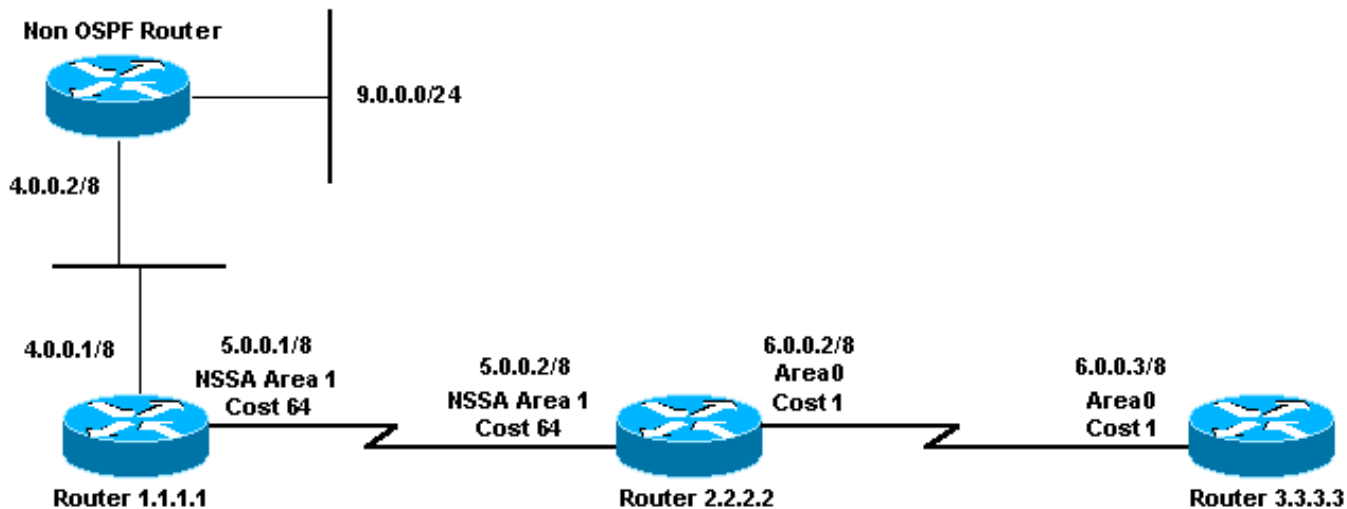 Non OSPF Router
9.0.0.0/24
4.0.0.2/8
4.0.0.1/8
5.0.0.1/8
NSSA Area 1
Cost 64
5.0.0.2/8
NSSA Area 1
Cost 64
6.0.0.2/8
Area0
Cost 1
6.0.0.3/8
Area0
Cost 1
Router 1.1.1.1
Router 2.2.2.2
Router 3.3.3.3